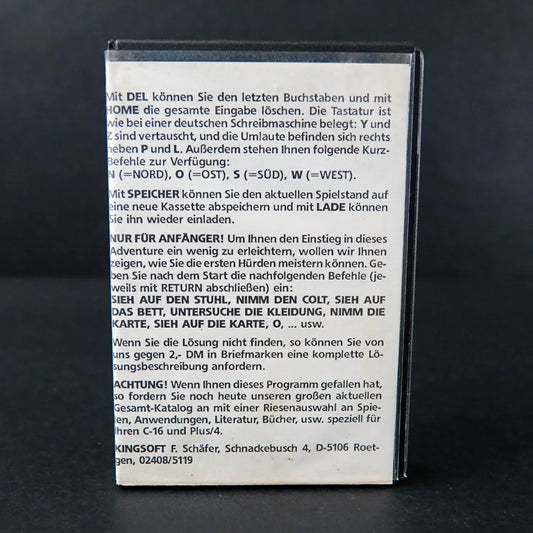 Mit DEL können Sie den letzten Buchstaben und mit
HOME die gesamte Eingabe löschen. Die Tastatur ist
wie bei einer deutschen Schreibmaschine belegt: Y und
Z sind vertauscht, und die Umlaute befinden sich rechts
neben P und L. Außerdem stehen Ihnen folgende Kurz-
Befehle zur Verfügung:
N (=NORD), O (=OST), S (=SÜD), W (=WEST).
Mit SPEICHER können Sie den aktuellen Spielstand auf
eine neue Kassette abspeichern und mit LADE können
Sie ihn wieder einladen.
NUR FÜR ANFÄNGER! Um Ihnen den Einstieg in dieses
Adventure ein wenig zu erleichtern, wollen wir Ihnen
zeigen, wie Sie die ersten Hürden meistern können. Ge-
ben Sie nach dem Start die nachfolgenden Befehle (je-
weils mit RETURN abschließen) ein:
SIEH AUF DEN STUHL, NIMM DEN COLT, SIEH AUF
DAS BETT, UNTERSUCHE DIE KLEIDUNG, NIMM DIE
KARTE, SIEH AUF DIE KARTE, O, ... usw.
Wenn Sie die Lösung nicht finden, so können Sie von
uns gegen 2,- DM in Briefmarken eine komplette Lö-
sungsbeschreibung anfordern.
ACHTUNG! Wenn Ihnen dieses Programm gefallen hat,
so fordern Sie noch heute unseren großen aktuellen
Gesamt-Katalog an mit einer Riesenauswahl an Spie-
len, Anwendungen, Literatur, Bücher, usw. speziell für
Ihren C-16 und Plus/4.
KINGSOFT F. Schäfer, Schnackebusch 4, D-5106 Roet-
gen, 02408/5119